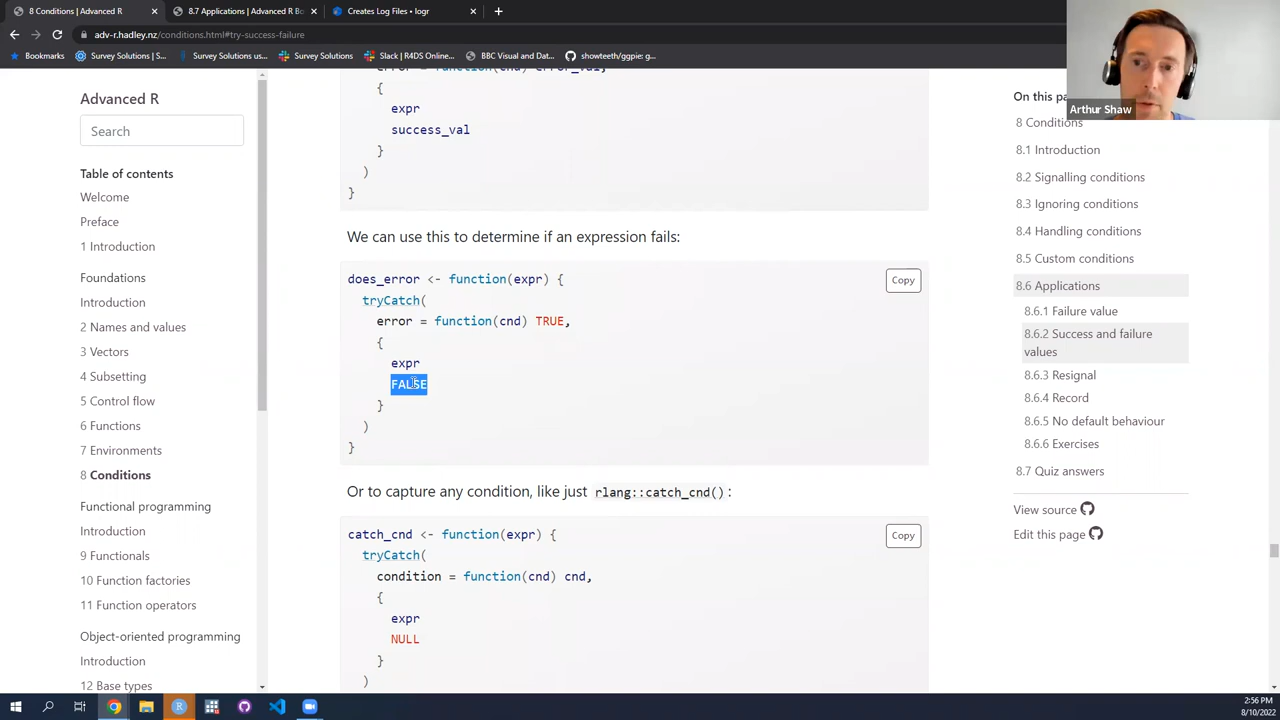 8 Conditions | Advanced R
8.7 Applications | Advanced R Bo
Creates Log Files • logr
adv-r.hadley.nz/conditions.html#try-success-failure
Bookmarks
Survey Solutions | S...
Survey Solutions us...
Survey Solutions
Slack | R4DS Online...
BBC Visual and Dat...
showteeth/ggpie: g...
Arthur Shaw
Advanced R
Search
Table of contents
Welcome
Preface
1 Introduction
Foundations
Introduction
2 Names and values
3 Vectors
4 Subsetting
5 Control flow
6 Functions
7 Environments
8 Conditions
Functional programming
Introduction
9 Functionals
10 Function factories
11 Function operators
Object-oriented programming
Introduction
12 Base types
error = function(cnd) error_val,
{
expr
success_val
}
)
}
We can use this to determine if an expression fails:
does_error <- function(expr) {
Copy
tryCatch(
error = function(cnd) TRUE,
{
expr
FALSE
}
)
}
Or to capture any condition, like just rlang::catch_cnd():
catch_cnd <- function(expr) {
Copy
tryCatch(
condition = function(cnd) cnd,
{
expr
NULL
}
)
On this pa
8 Conditions
8.1 Introduction
8.2 Signalling conditions
8.3 Ignoring conditions
8.4 Handling conditions
8.5 Custom conditions
8.6 Applications
8.6.1 Failure value
8.6.2 Success and failure
values
8.6.3 Resignal
8.6.4 Record
8.6.5 No default behaviour
8.6.6 Exercises
8.7 Quiz answers
View source
Edit this page
2:56 PM
8/10/2022